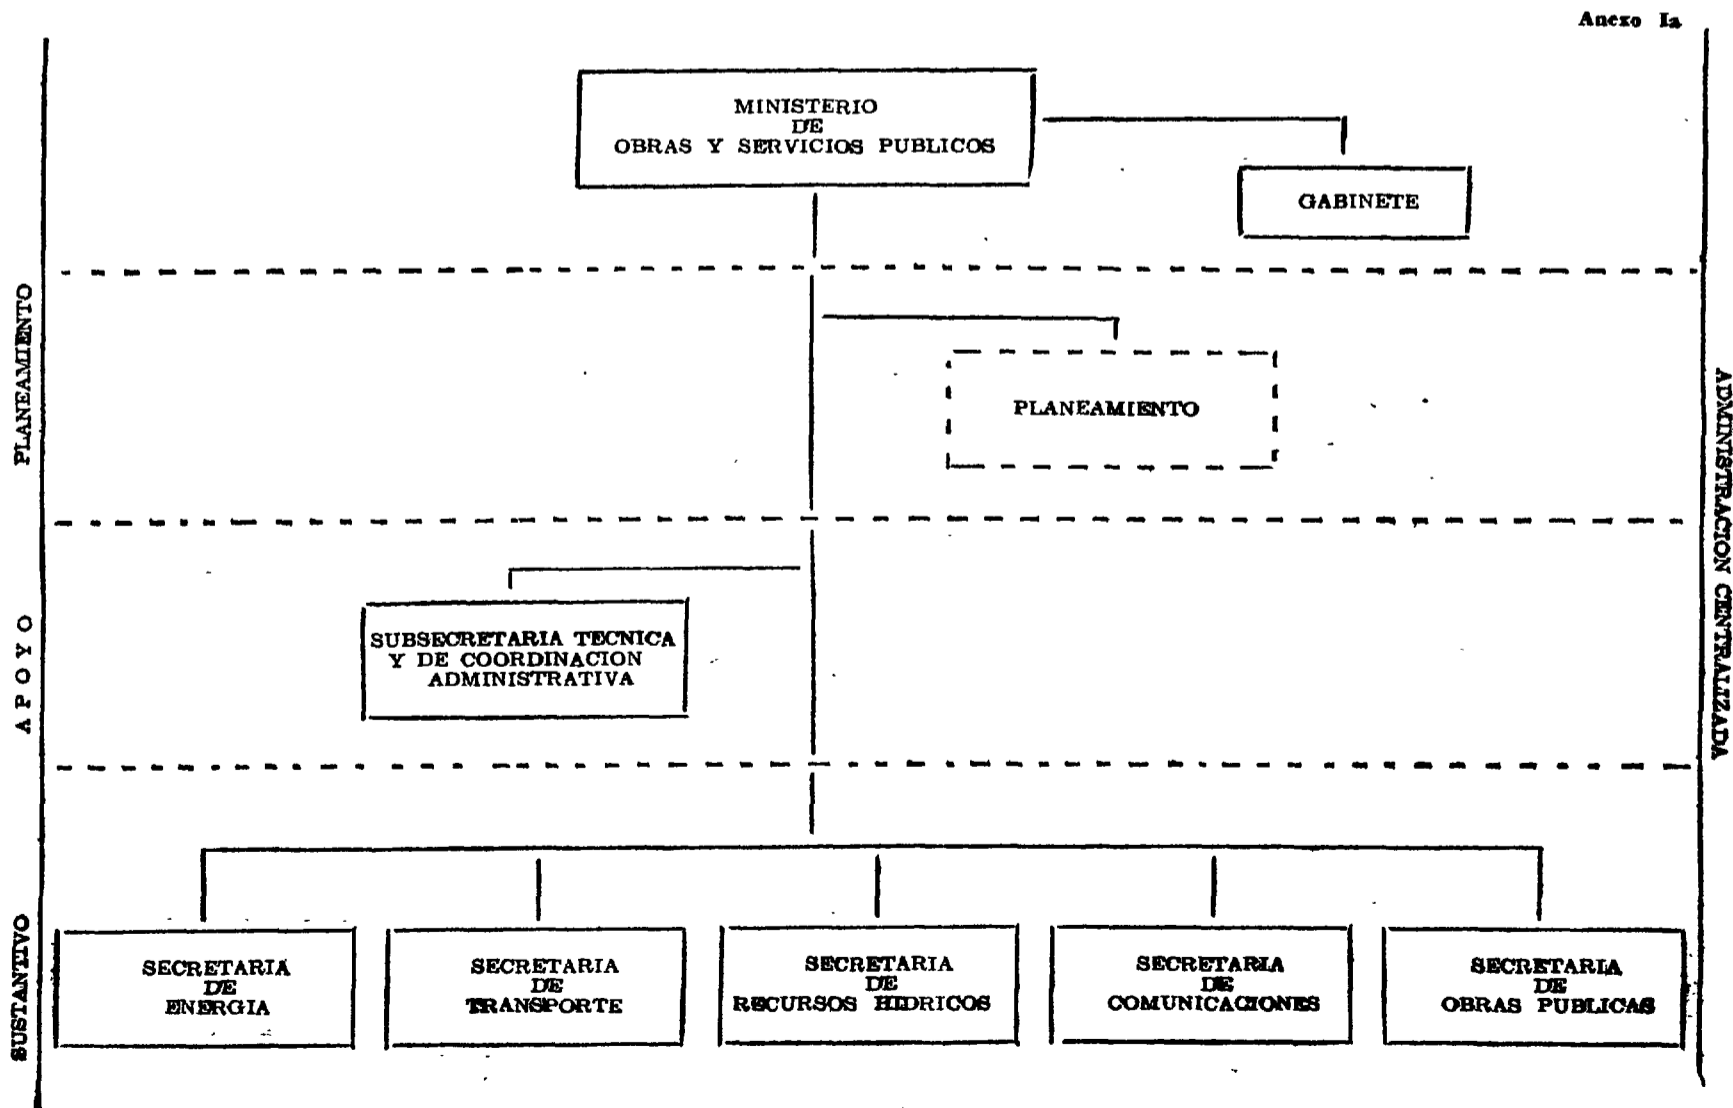 Anexo Ia
MINISTERIO
DE
OBRAS Y SERVICIOS PUBLICOS
GABINETE
PLANEAMIENTO
PLANEAMIENTO
APOYO
SUBSECRETARIA TECNICA
Y DE COORDINACION
ADMINISTRATIVA
ADMINISTRACION CENTRALIZADA
SUSTANTIVO
SECRETARIA
DE
ENERGIA
SECRETARIA
DE
TRANSPORTE
SECRETARIA
DE
RECURSOS HIDRICOS
SECRETARIA
DE
COMUNICACIONES
SECRETARIA
DE
OBRAS PUBLICAS